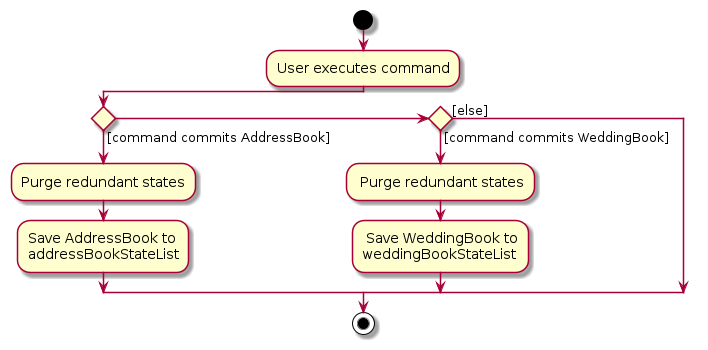 User executes command
[else]
[command commits AddressBook]
[command commits WeddingBook]
Purge redundant states
Purge redundant states
Save AddressBook to
addressBookStateList
Save WeddingBook to
weddingBookStateList